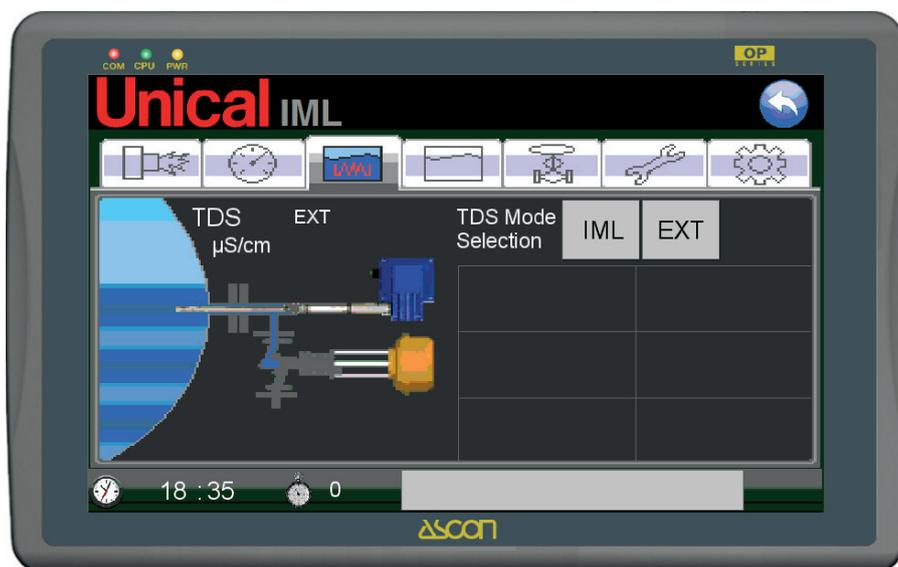 COM CPU PWR
OP
SERIES
Unical IML
TDS EXT
µS/cm
TDS Mode
Selection
IML EXT
18 : 35 0
ASCON